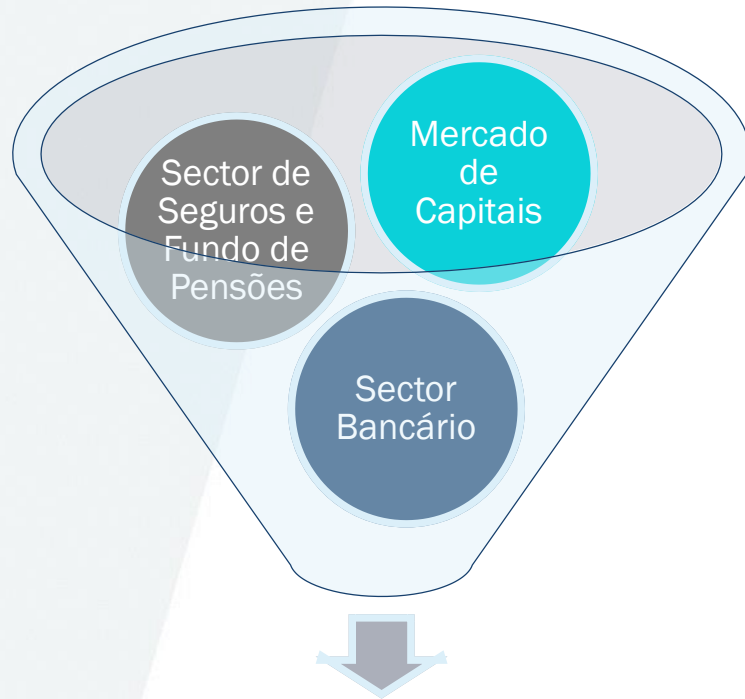 Sector de
Seguros e
Fundo de
Pensões
Mercado
de
Capitais
Sector
Bancário